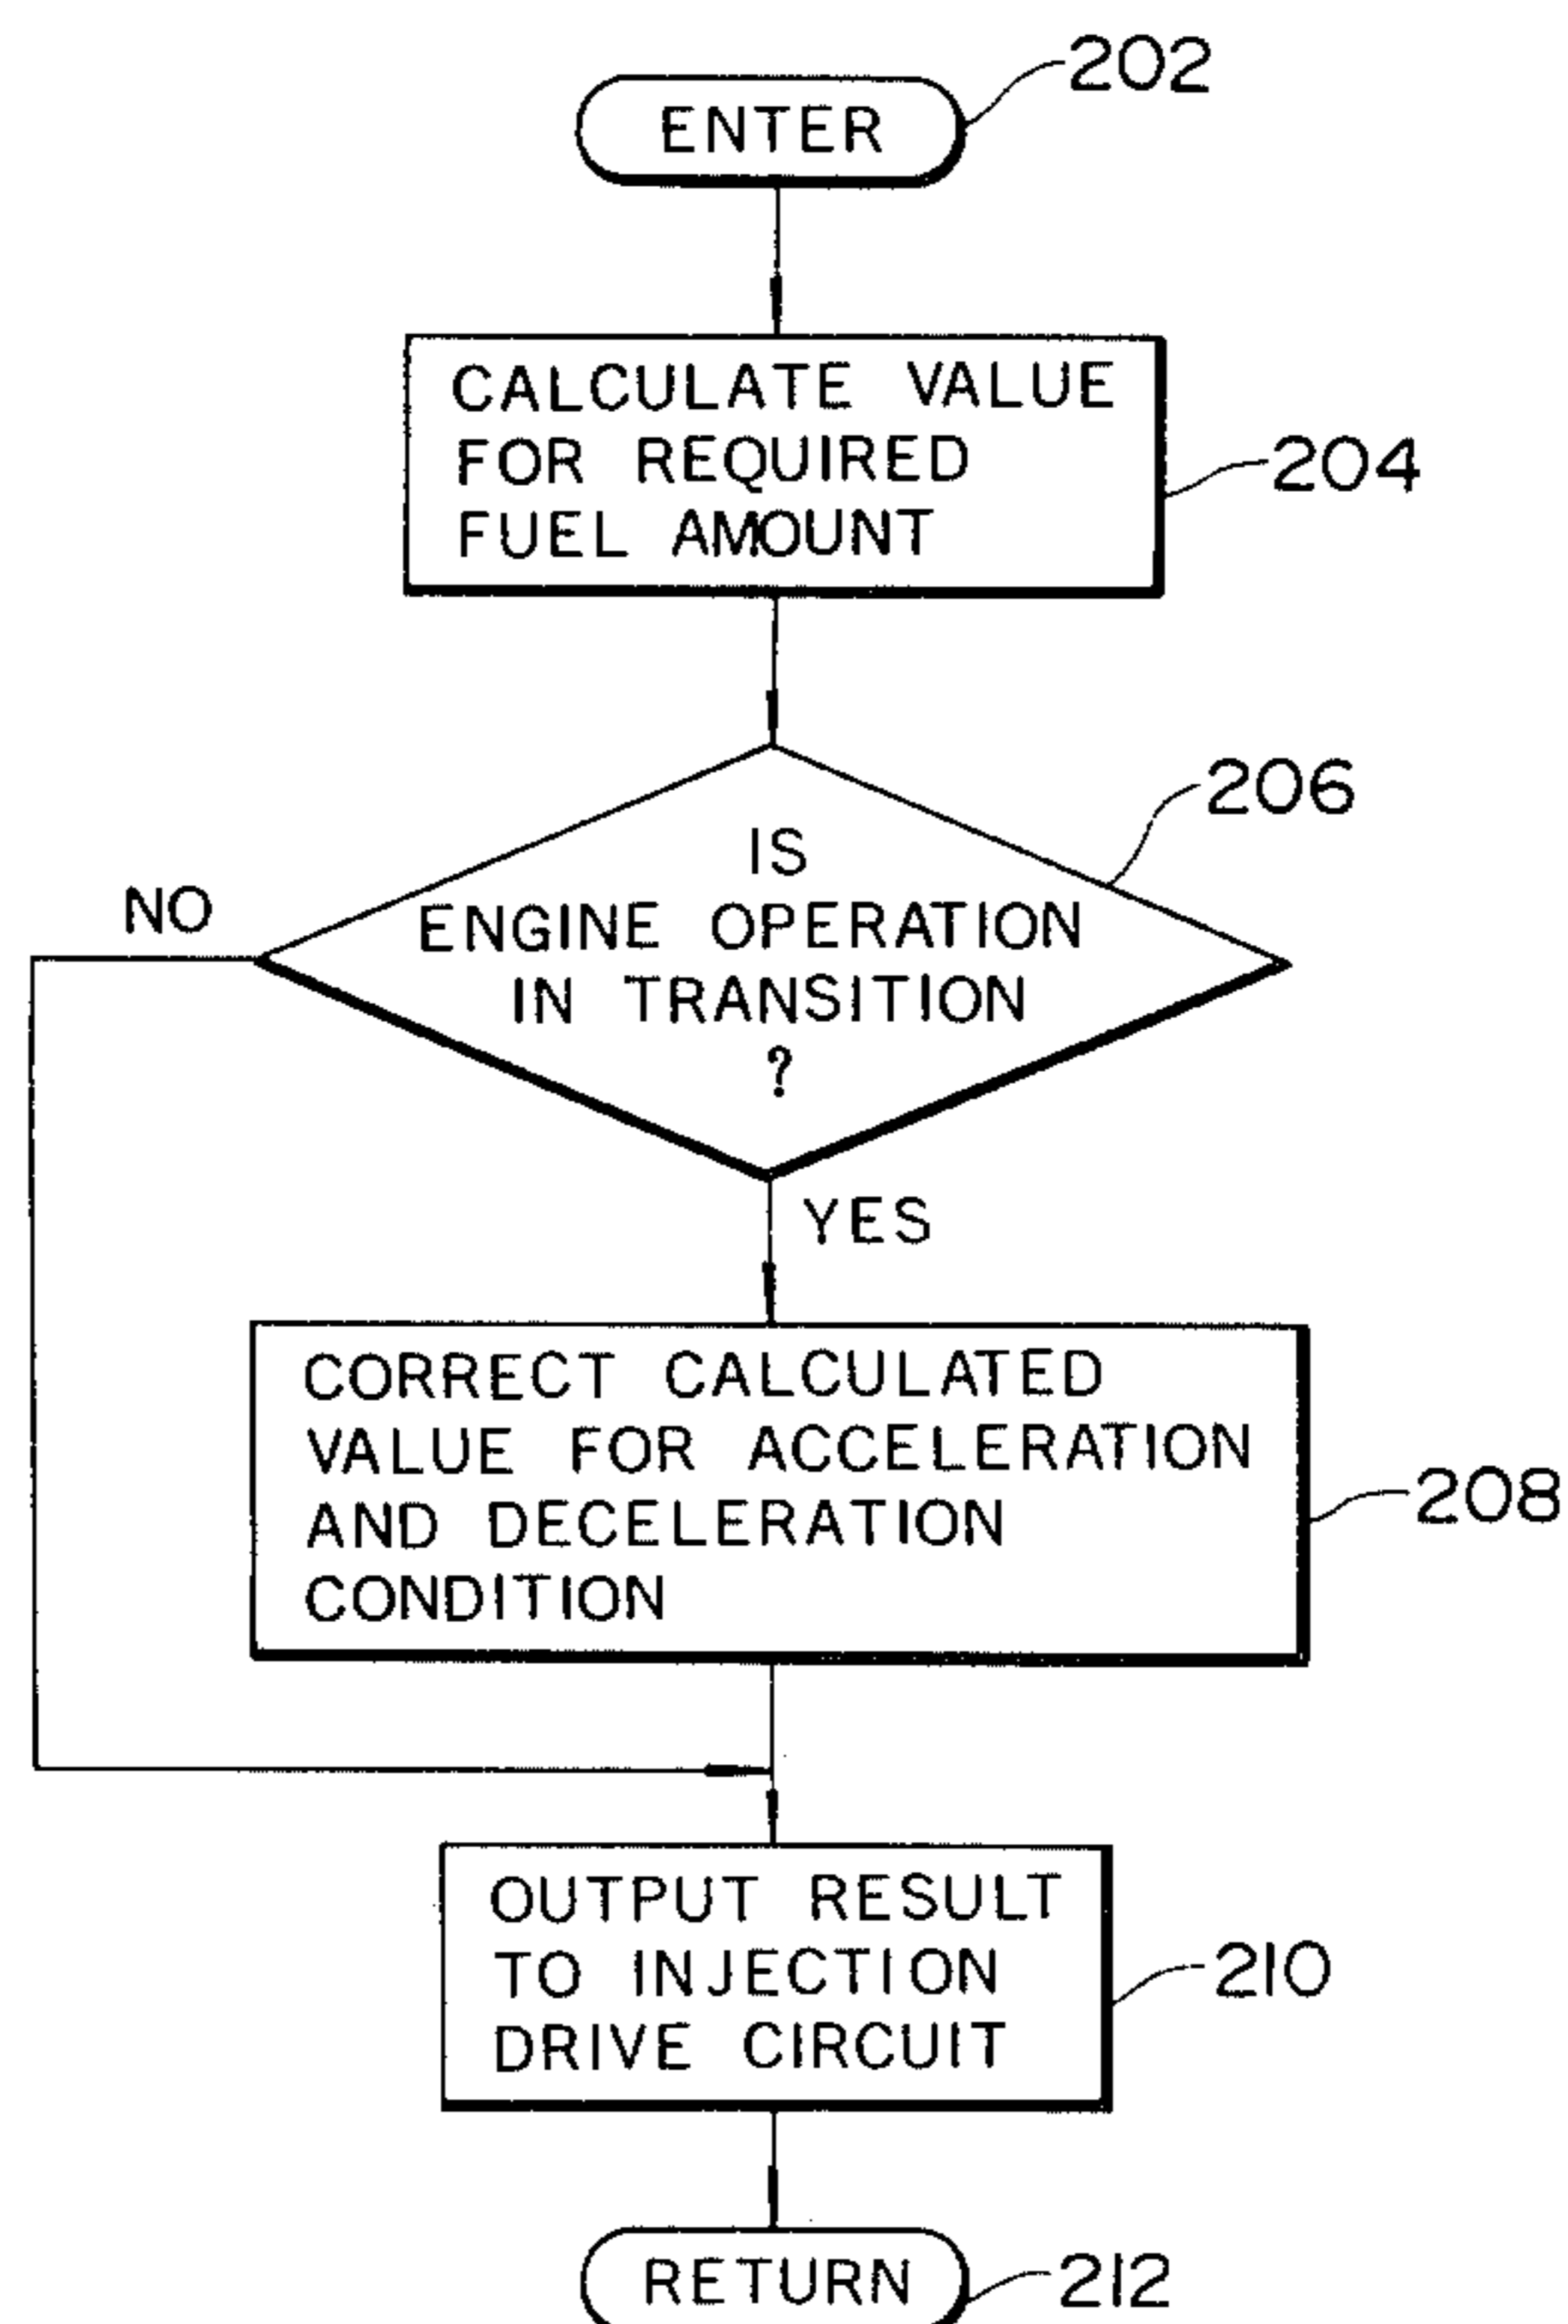 ENTER
202
CALCULATE VALUE
FOR REQUIRED
FUEL AMOUNT
204
206
IS
ENGINE OPERATION
IN TRANSITION
?
NO
YES
CORRECT CALCULATED
VALUE FOR ACCELERATION
AND DECELERATION
CONDITION
208
OUTPUT RESULT
TO INJECTION
DRIVE CIRCUIT
210
RETURN
212